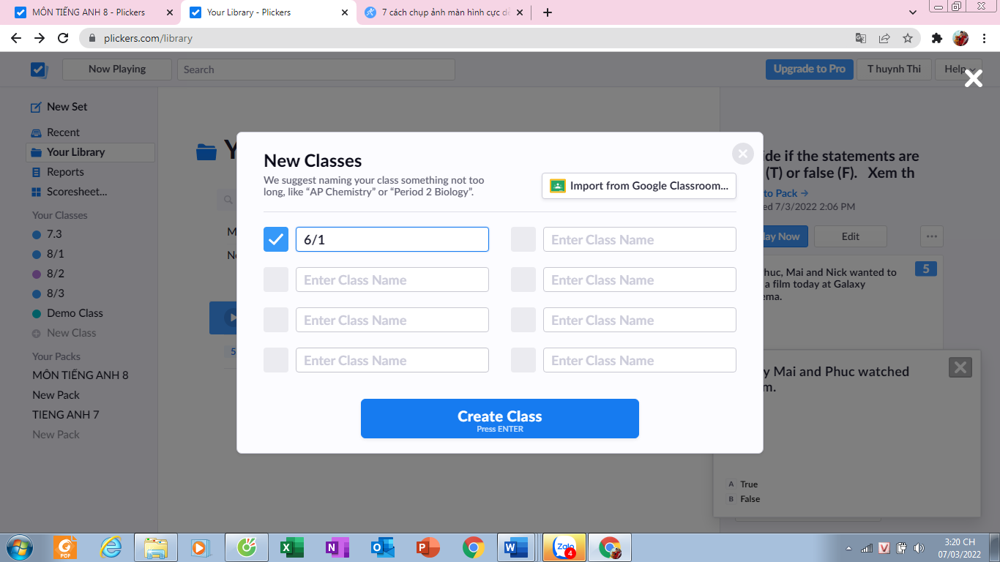 MÔN TIẾNG ANH 8 - Plickers
Your Library - Plickers
7 cách chụp ảnh màn hình cực
plickers.com/library
Now Playing
Search
Upgrade to Pro
T huynh Thi
Help
New Set
Recent
Your Library
Reports
Scoresheet...
Your Classes
7.3
8/1
8/2
8/3
Demo Class
New Class
Your Packs
MÔN TIẾNG ANH 8
New Pack
TIENG ANH 7
New Pack
Y
M
5
New Classes
We suggest naming your class something not too
long, like “AP Chemistry” or “Period 2 Biology”.
Import from Google Classroom...
6/1
Enter Class Name
Enter Class Name
Enter Class Name
Enter Class Name
Enter Class Name
Enter Class Name
Enter Class Name
Create Class
Press ENTER
ide if the statements are
(T) or false (F). Xem th
to Pack →
ed 7/3/2022 2:06 PM
lay Now
Edit
huc, Mai and Nick wanted to
a film today at Galaxy
ema.
5
y Mai and Phuc watched
m.
A True
B False
PDF
Zalo
4
3:20 CH
07/03/2022